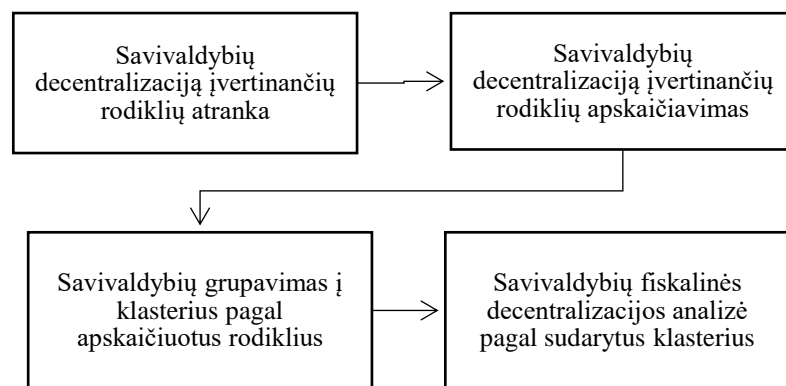 Savivaldybių
decentralizaciją įvertinančių
rodiklių atranka
Savivaldybių
decentralizaciją įvertinančių
rodiklių apskaičiavimas
Savivaldybių grupavimas į
klasterius pagal
apskaičiuotus rodiklius
Savivaldybių fiskalinės
decentralizacijos analizė
pagal sudarytus klasterius